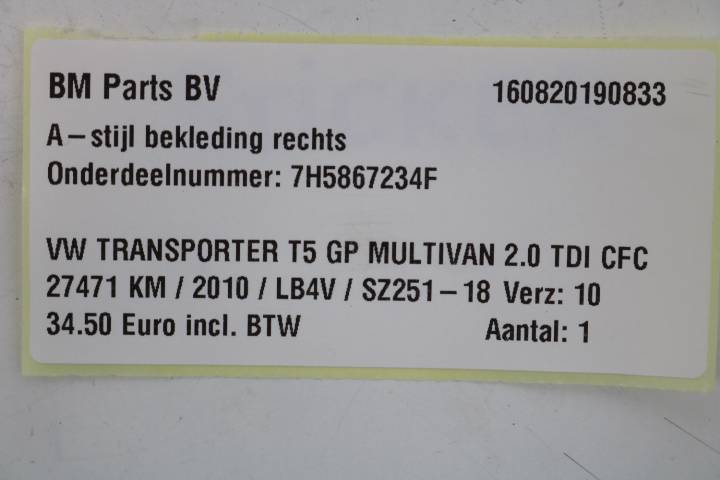 BM Parts BV 160820190833
A-stijl bekleding rechts
Onderdeelnummer: 7H5867234F
VW TRANSPORTER T5 GP MULTIVAN 2.0 TDI CFC
27471 KM / 2010 / LB4V / SZ251-18 Verz: 10
34.50 Euro incl. BTW Aantal: 1